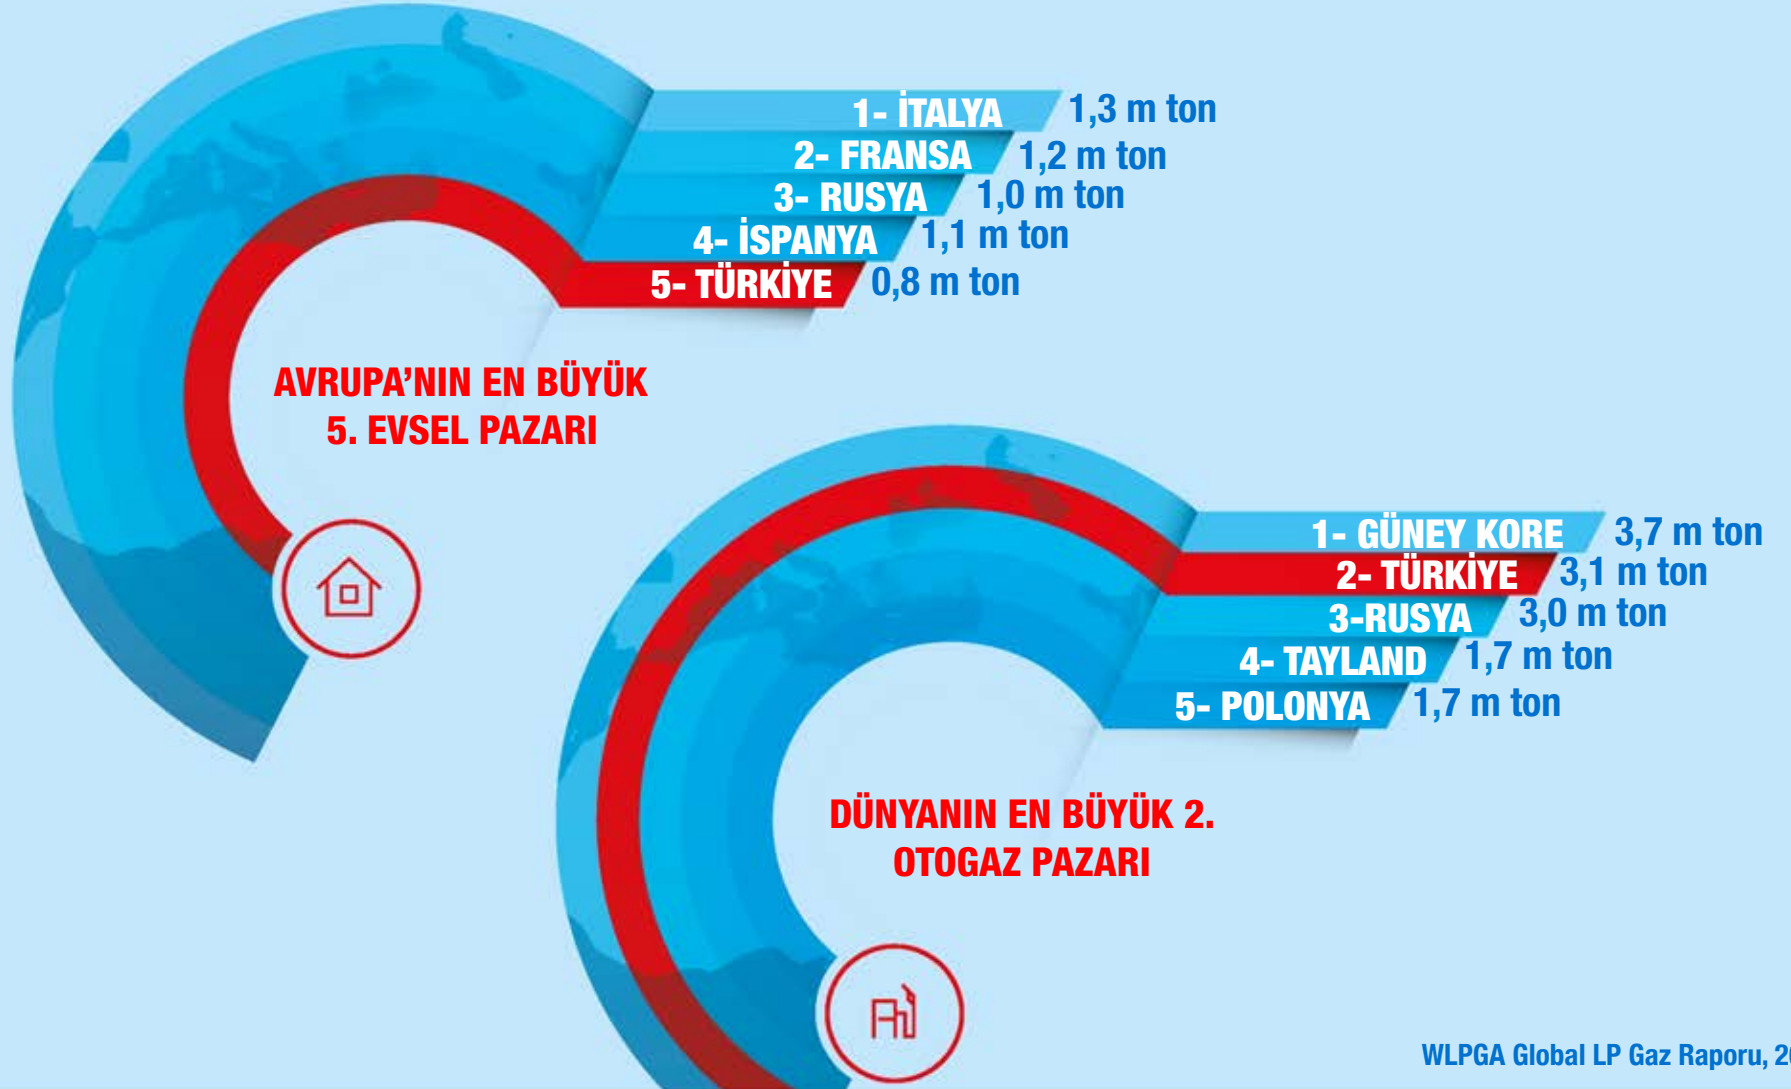 1- İTALYA 1,3 m ton
2- FRANSA 1,2 m ton
3- RUSYA 1,0 m ton
4- İSPANYA 1,1 m ton
5- TÜRKİYE 0,8 m ton
AVRUPA’NIN EN BÜYÜK
5. EVSEL PAZARI
1- GÜNEY KORE 3,7 m ton
2- TÜRKİYE 3,1 m ton
3-RUSYA 3,0 m ton
4- TAYLAND 1,7 m ton
5- POLONYA 1,7 m ton
DÜNYANIN EN BÜYÜK 2.
OTOGAZ PAZARI
WLPGA Global LP Gaz Raporu,